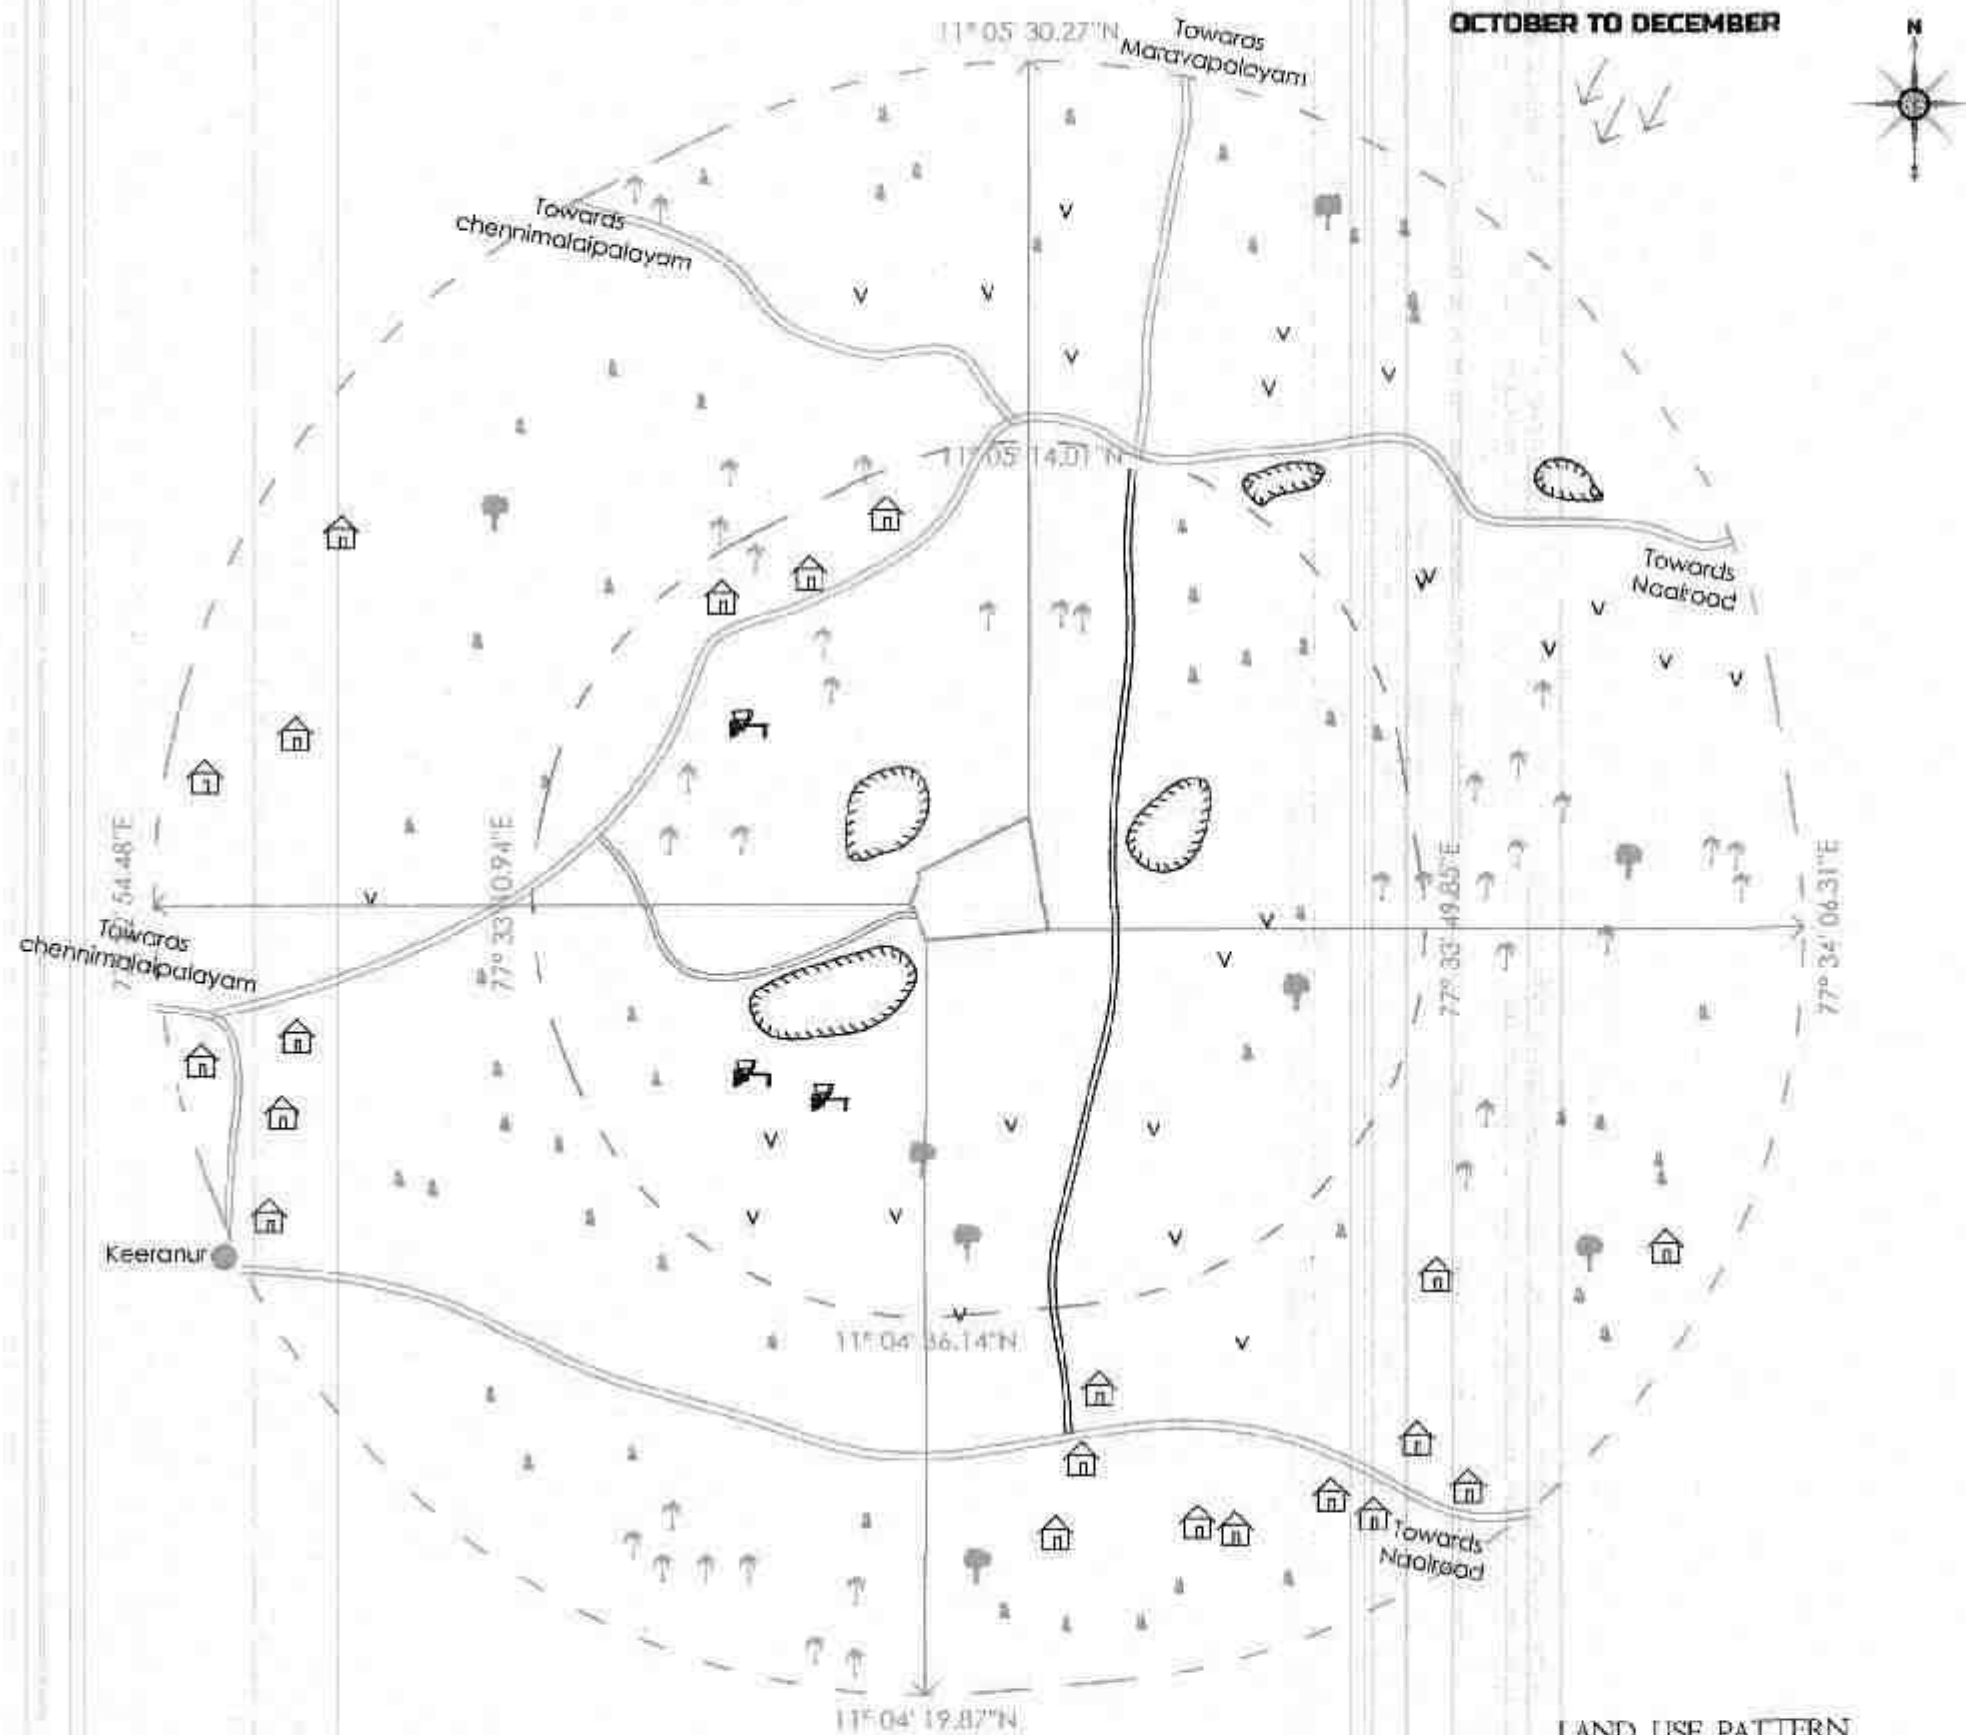 OCTOBER TO DECEMBER
N
11° 05' 30.27"N
Towards
Maravapalayam
Towards
chennimalaipalayam
11° 05' 14.01"N
Towards
Naalroad
77° 33' 49.85"E
77° 34' 06.31"E
Towards
chennimalaipalayam
Keeranur
11° 04' 36.14"N
Towards
Naalroad
11° 04' 19.87"N
LAND USE PATTERN